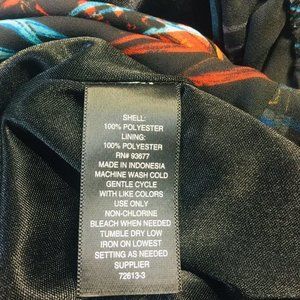 SHELL:
100% POLYESTER
LINING:
100% POLYESTER
RN# 93677
MADE IN INDONESIA
MACHINE WASH COLD
GENTLE CYCLE
WITH LIKE COLORS
USE ONLY
NON-CHLORINE
BLEACH WHEN NEEDED
TUMBLE DRY LOW
IRON ON LOWEST
SETTING AS NEEDED
SUPPLIER
72613-3